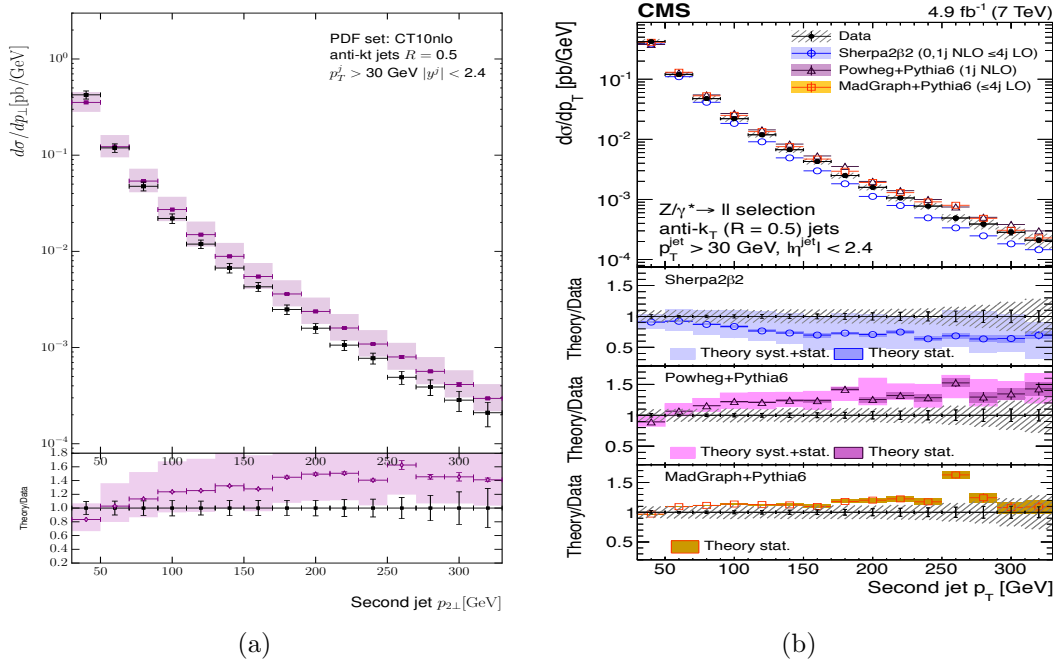 PDF set: CT10nlo
anti-kt jets R = 0.5
p_T^j > 30 GeV |y^j| < 2.4
dσ/dp⊥[pb/GeV]
10^0
10^−1
10^−2
10^−3
10^−4
50 100 150 200 250 300
Theory/Data
1.8
1.6
1.4
1.2
1.0
0.8
0.6
0.4
0.2
50 100 150 200 250 300
Second jet p2⊥[GeV]
(a)
CMS 4.9 fb^-1 (7 TeV)
dσ/dp_T [pb/GeV]
10^-1
10^-2
10^-3
10^-4
Data
Sherpa2β2 (0,1j NLO ≤4j LO)
Powheg+Pythia6 (1j NLO)
MadGraph+Pythia6 (≤4j LO)
Z/γ*→ ll selection
anti-k_T (R = 0.5) jets
p_T^jet > 30 GeV, |η^jet| < 2.4
Theory/Data
Sherpa2β2
1.5
1
0.5
Theory syst.+stat. Theory stat.
Theory/Data
Powheg+Pythia6
1.5
1
0.5
Theory syst.+stat. Theory stat.
Theory/Data
MadGraph+Pythia6
1.5
1
0.5
Theory stat.
50 100 150 200 250 300
Second jet p_T [GeV]
(b)